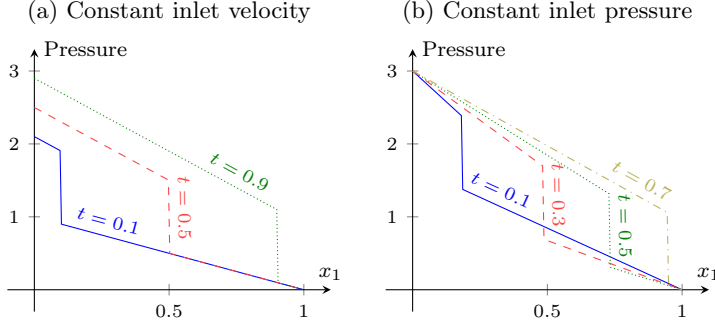 (a) Constant inlet velocity
Pressure
3
2
1
t = 0.9
t = 0.5
t = 0.1
x1
0.5
1
(b) Constant inlet pressure
Pressure
3
2
1
t = 0.7
t = 0.1
t = 0.3
t = 0.5
x1
0.5
1